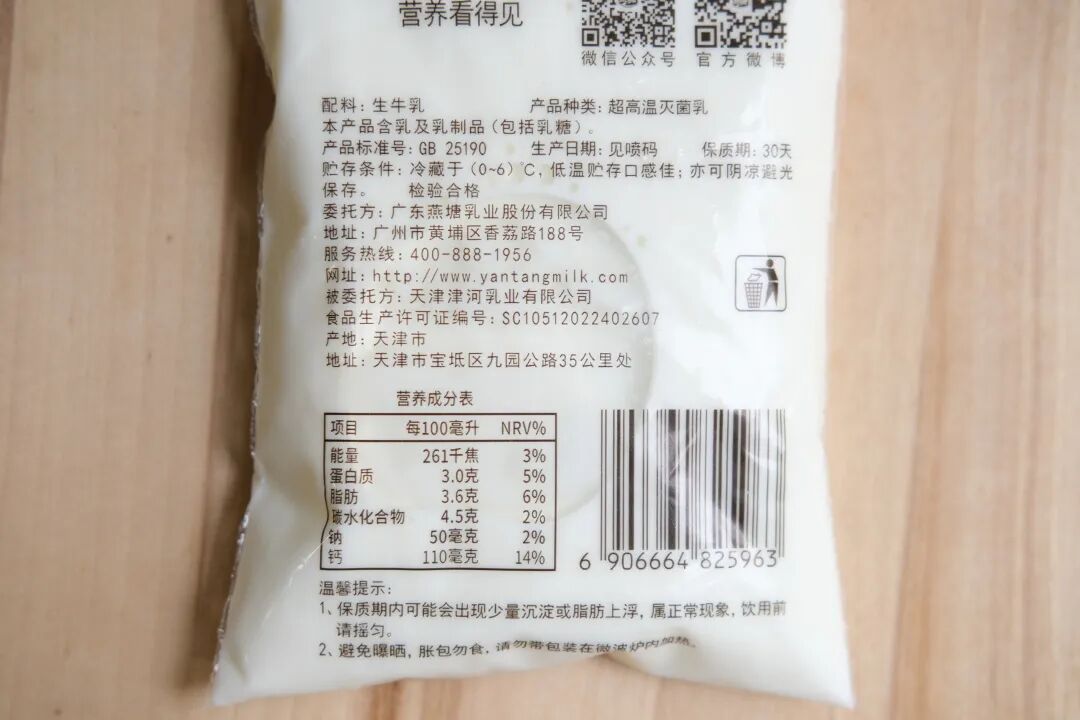 营养看得见
微信公众号 官方微博
配料：生牛乳 产品种类：超高温灭菌乳
本产品含乳及乳制品（包括乳糖）。
产品标准号：GB 25190 生产日期：见喷码 保质期：30天
贮存条件：冷藏于（0~6）℃，低温贮存口感佳；亦可阴凉避光
保存。 检验合格
委托方：广东燕塘乳业股份有限公司
地址：广州市黄埔区香荔路188号
服务热线：400-888-1956
网址：http://www.yantangmilk.com
被委托方：天津津河乳业有限公司
食品生产许可证编号：SC10512022402607
产地：天津市
地址：天津市宝坻区九园公路35公里处
营养成分表
项目 每100毫升 NRV%
能量 261千焦 3%
蛋白质 3.0克 5%
脂肪 3.6克 6%
碳水化合物 4.5克 2%
钠 50毫克 2%
钙 110毫克 14%
6 906664 825963
温馨提示：
1、保质期内可能会出现少量沉淀或脂肪上浮，属正常现象，饮用前
请摇匀。
2、避免曝晒，胀包勿食，请勿带包装在微波炉内加热。